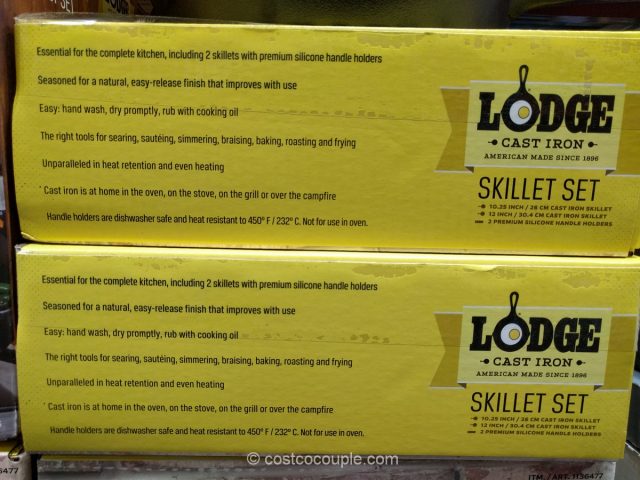 Essential for the complete kitchen, including 2 skillets with premium silicone handle holders
Seasoned for a natural, easy-release finish that improves with use
Easy: hand wash, dry promptly, rub with cooking oil
The right tools for searing, sautéing, simmering, braising, baking, roasting and frying
Unparalleled in heat retention and even heating
* Cast iron is at home in the oven, on the stove, on the grill or over the campfire
Handle holders are dishwasher safe and heat resistant to 450° F / 232° C. Not for use in oven.
LODGE
CAST IRON
AMERICAN MADE SINCE 1896
SKILLET SET
10.25 INCH / 26 CM CAST IRON SKILLET
12 INCH / 30.4 CM CAST IRON SKILLET
2 PREMIUM SILICONE HANDLE HOLDERS
Essential for the complete kitchen, including 2 skillets with premium silicone handle holders
Seasoned for a natural, easy-release finish that improves with use
Easy: hand wash, dry promptly, rub with cooking oil
The right tools for searing, sautéing, simmering, braising, baking, roasting and frying
Unparalleled in heat retention and even heating
* Cast iron is at home in the oven, on the stove, on the grill or over the campfire
Handle holders are dishwasher safe and heat resistant to 450° F / 232° C. Not for use in oven.
LODGE
CAST IRON
AMERICAN MADE SINCE 1896
SKILLET SET
10.25 INCH / 26 CM CAST IRON SKILLET
12 INCH / 30.4 CM CAST IRON SKILLET
2 PREMIUM SILICONE HANDLE HOLDERS
© costcocouple.com
6477
ITM. / ART. 1136477